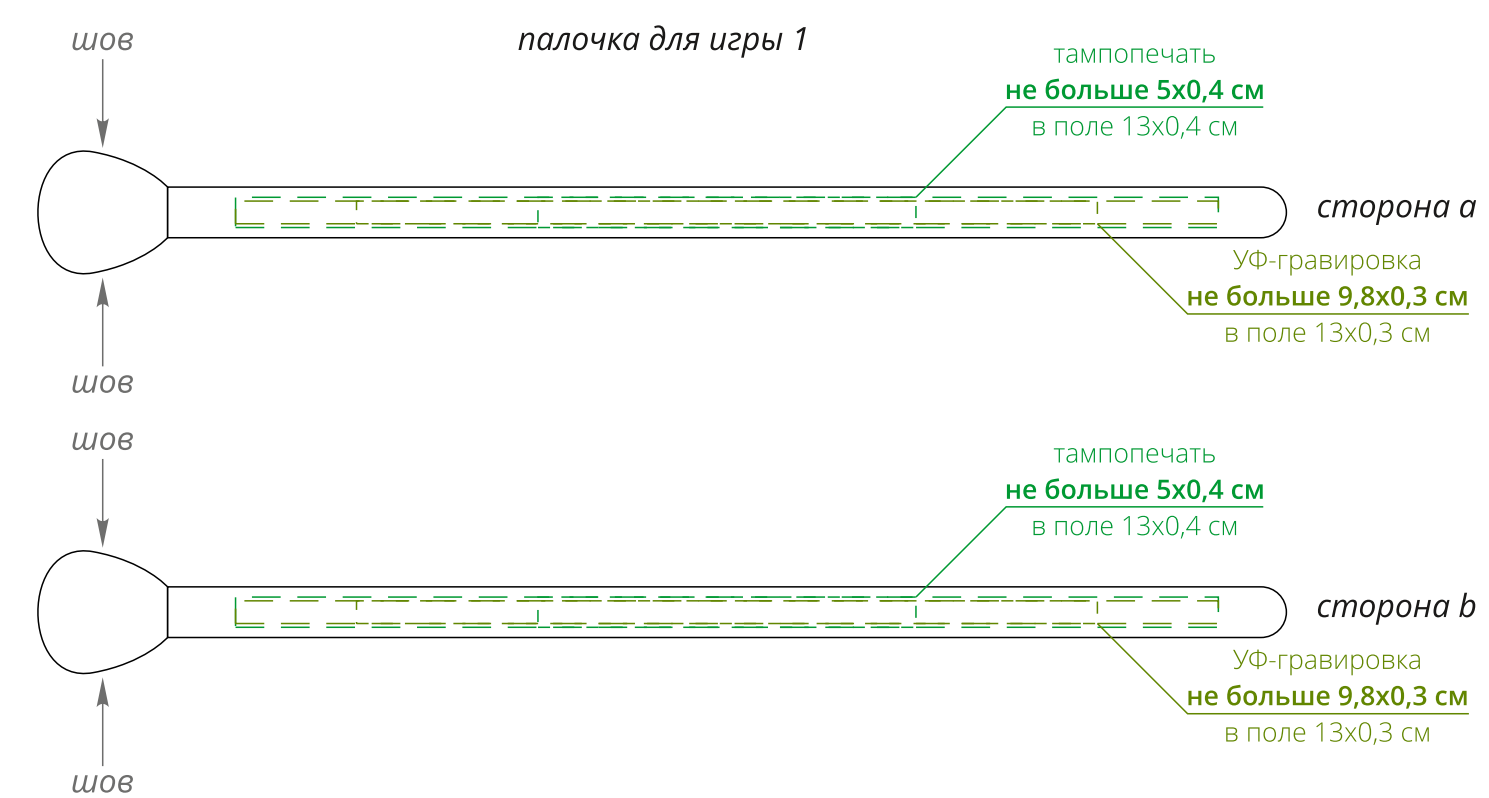 шов
палочка для игры 1
тампопечать
не больше 5х0,4 см
в поле 13х0,4 см
сторона a
УФ-гравировка
не больше 9,8х0,3 см
в поле 13х0,3 см
шов
шов
тампопечать
не больше 5х0,4 см
в поле 13х0,4 см
сторона b
УФ-гравировка
не больше 9,8х0,3 см
в поле 13х0,3 см
шов